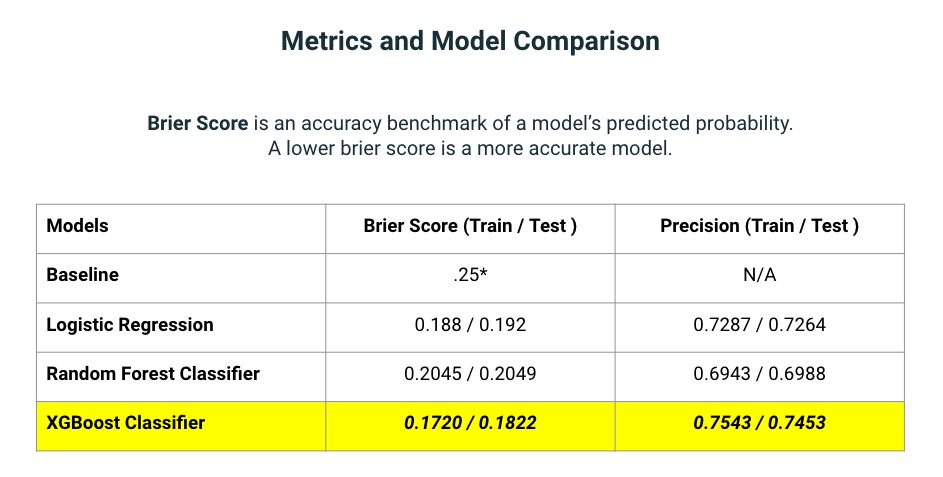 Metrics and Model Comparison
Brier Score is an accuracy benchmark of a model's predicted probability.
A lower brier score is a more accurate model.
Models Brier Score (Train / Test ) Precision (Train / Test )
Baseline .25* N/A
Logistic Regression 0.188 / 0.192 0.7287 / 0.7264
Random Forest Classifier 0.2045 / 0.2049 0.6943 / 0.6988
XGBoost Classifier 0.1720 / 0.1822 0.7543 / 0.7453